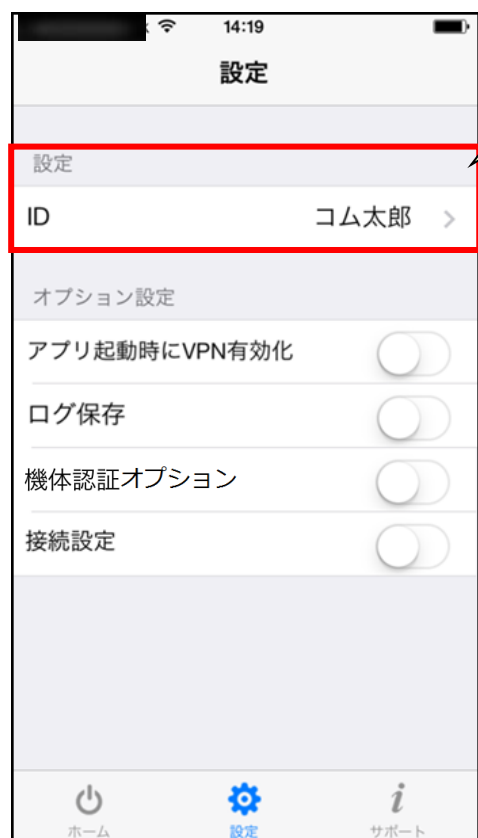 14:19
設定
設定
ID コム太郎
オプション設定
アプリ起動時にVPN有効化
ログ保存
機体認証オプション
接続設定
ホーム 設定 サポート